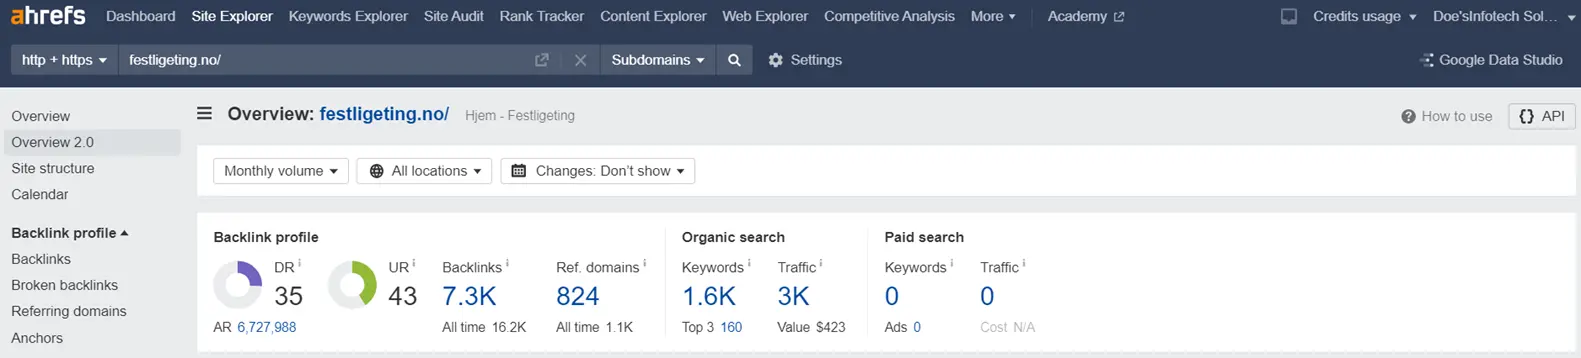 ahrefs Dashboard Site Explorer Keywords Explorer Site Audit Rank Tracker Content Explorer Web Explorer Competitive Analysis More Academy Credits usage Doe'sInfotech Sol...
http + https festligeting.no/ Subdomains Settings Google Data Studio
Overview
Overview 2.0
Site structure
Calendar
Backlink profile
Backlinks
Broken backlinks
Referring domains
Anchors
Overview: festligeting.no/ Hjem - Festligeting How to use {} API
Monthly volume All locations Changes: Don't show
Backlink profile
DR i UR i Backlinks i Ref. domains i
35 43 7.3K 824
AR 6,727,988 All time 16.2K All time 1.1K
Organic search
Keywords i Traffic i
1.6K 3K
Top 3 160 Value $423
Paid search
Keywords i Traffic i
0 0
Ads 0 Cost N/A